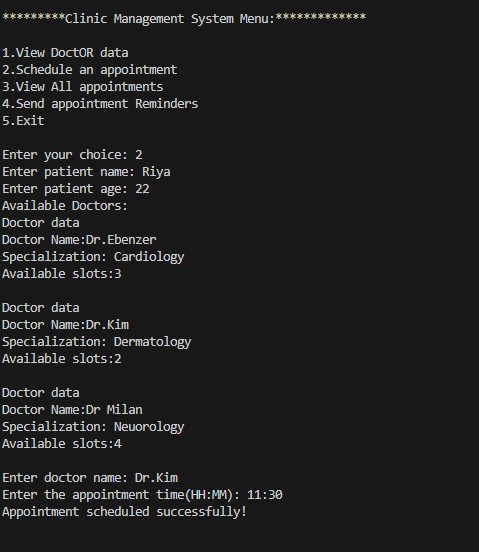 *********Clinic Management System Menu:*************
1.View DoctOR data
2.Schedule an appointment
3.View All appointments
4.Send appointment Reminders
5.Exit
Enter your choice: 2
Enter patient name: Riya
Enter patient age: 22
Available Doctors:
Doctor data
Doctor Name:Dr.Ebenzer
Specialization: Cardiology
Available slots:3
Doctor data
Doctor Name:Dr.Kim
Specialization: Dermatology
Available slots:2
Doctor data
Doctor Name:Dr Milan
Specialization: Neuorology
Available slots:4
Enter doctor name: Dr.Kim
Enter the appointment time(HH:MM): 11:30
Appointment scheduled successfully!